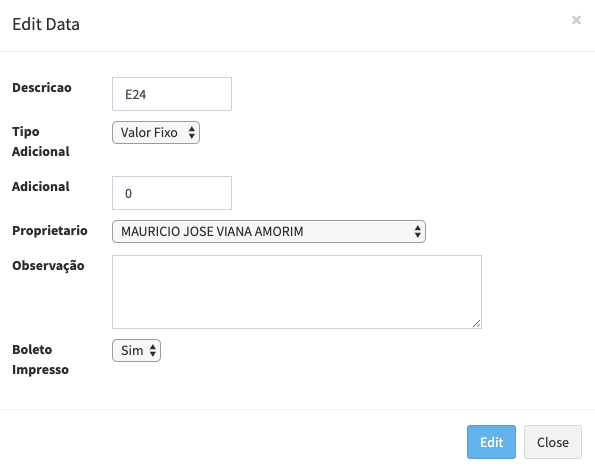 Edit Data ×
Descricao E24
Tipo Adicional Valor Fixo
Adicional 0
Proprietario MAURICIO JOSE VIANA AMORIM
Observação
Boleto Impresso Sim
Edit Close